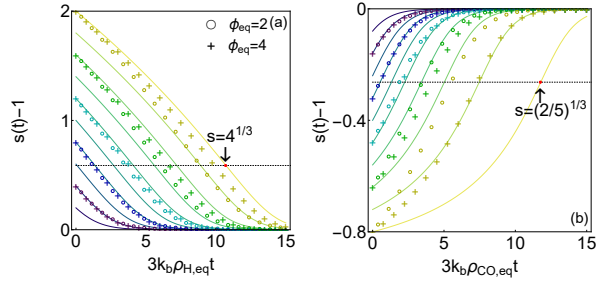 2
1
0
s(t)−1
○ ϕeq=2 (a)
+ ϕeq=4
s=4^1/3
0 5 10 15
3kbρH,eqt
0
−0.4
−0.8
s(t)−1
s=(2/5)^1/3
(b)
0 5 10 15
3kbρCO,eqt